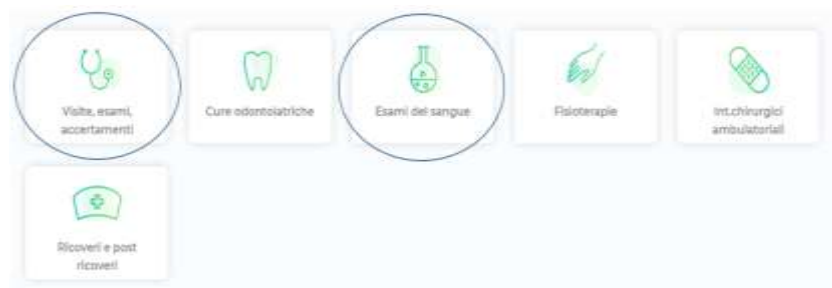 Visite, esami,
accertamenti
Cure odontoiatriche
Esami del sangue
Fisioterapie
Int.chirurgici
ambulatoriali
Ricoveri e post
ricoveri